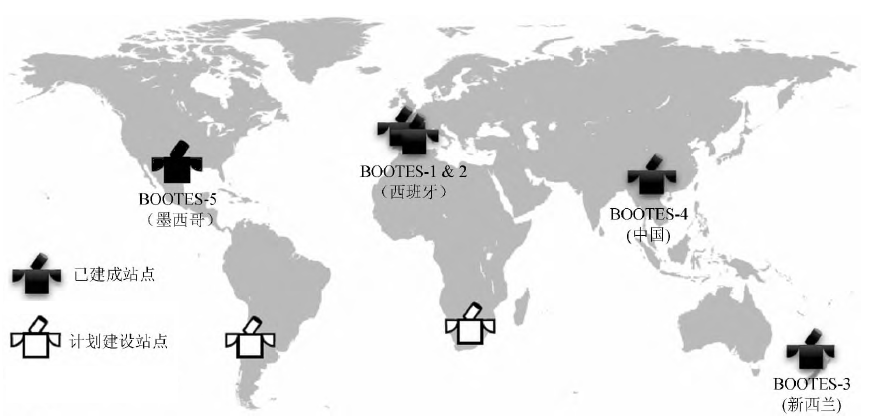 BOOTES-1 & 2
（西班牙）
BOOTES-5
（墨西哥）
BOOTES-4
(中国)
已建成站点
计划建设站点
BOOTES-3
(新西兰)